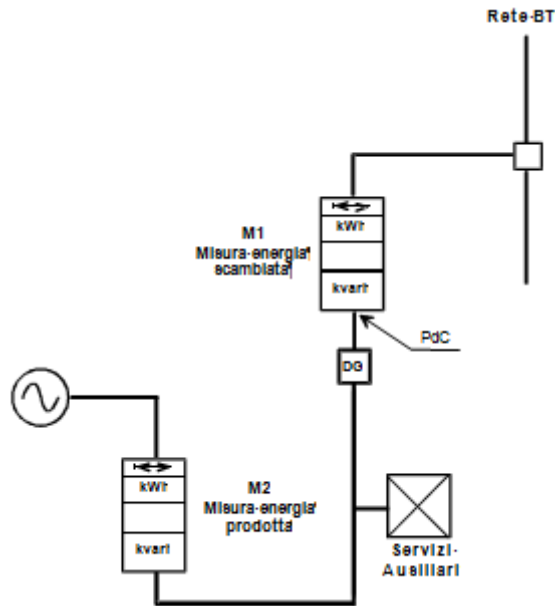 Rete-BT
M1
Misura-energia
scambiata
kWh
kvarh
PdC
DG
kWh
kvarh
M2
Misura-energia
prodotta
Servizi-
Ausiliari